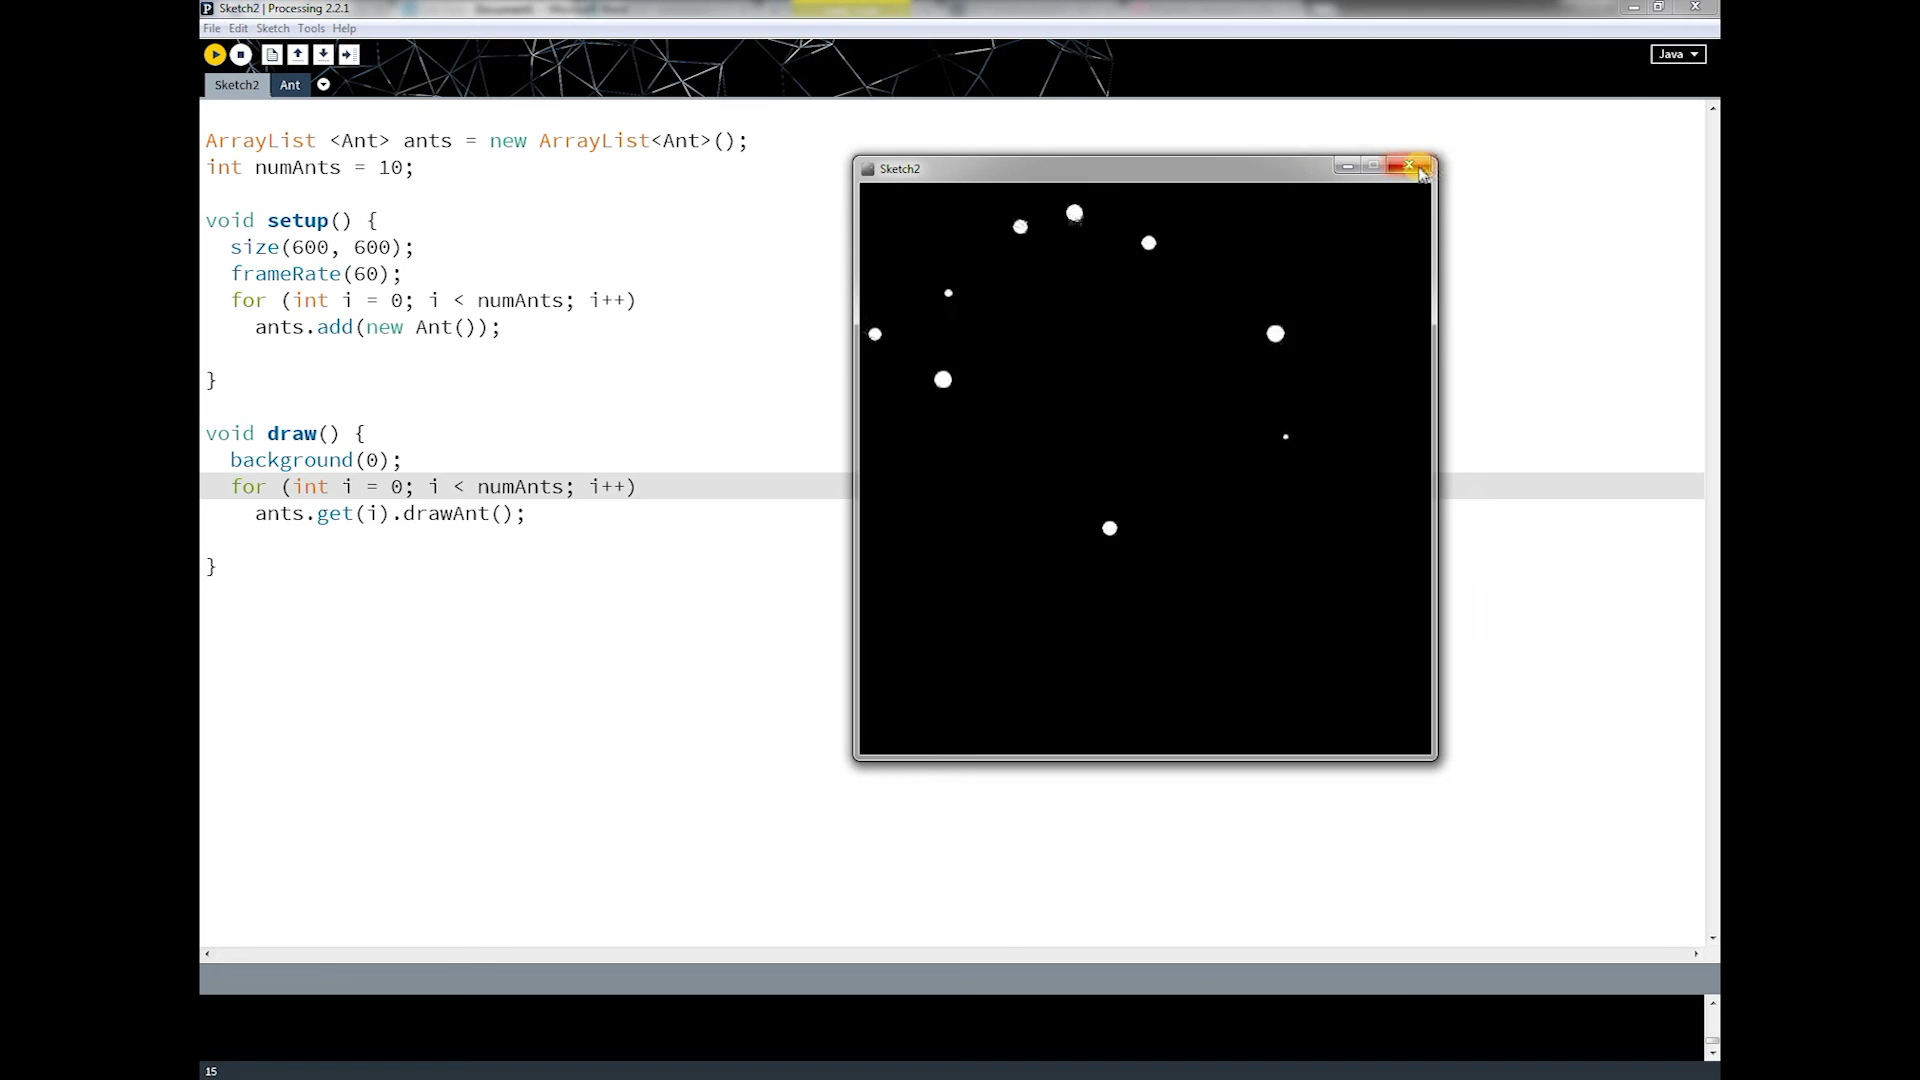 Sketch2 | Processing 2.2.1
File Edit Sketch Tools Help
Java
Sketch2 Ant
ArrayList <Ant> ants = new ArrayList<Ant>();
int numAnts = 10;
void setup() {
size(600, 600);
frameRate(60);
for (int i = 0; i < numAnts; i++)
ants.add(new Ant());
}
void draw() {
background(0);
for (int i = 0; i < numAnts; i++)
ants.get(i).drawAnt();
}
Sketch2
15